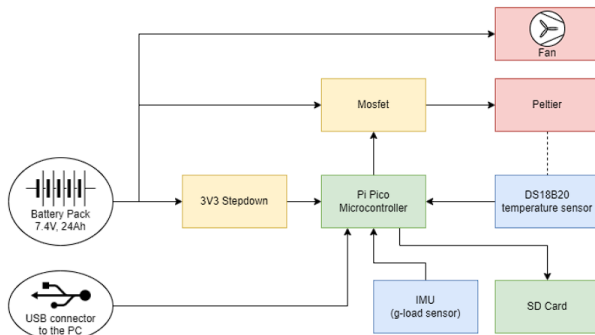 Fan
Mosfet
Peltier
Battery Pack
7.4V, 24Ah
3V3 Stepdown
Pi Pico
Microcontroller
DS18B20
temperature sensor
USB connector
to the PC
IMU
(g-load sensor)
SD Card